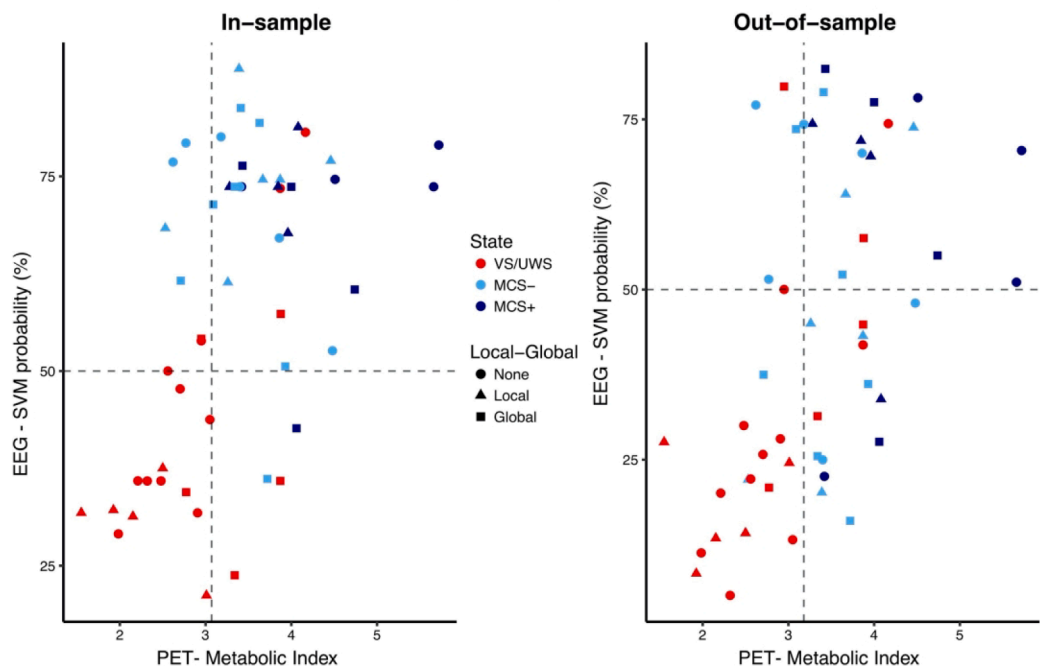 In-sample
Out-of-sample
EEG - SVM probability (%)
75
50
25
2
3
4
5
PET- Metabolic Index
State
VS/UWS
MCS-
MCS+
Local-Global
None
Local
Global
EEG - SVM probability (%)
75
50
25
2
3
4
5
PET- Metabolic Index